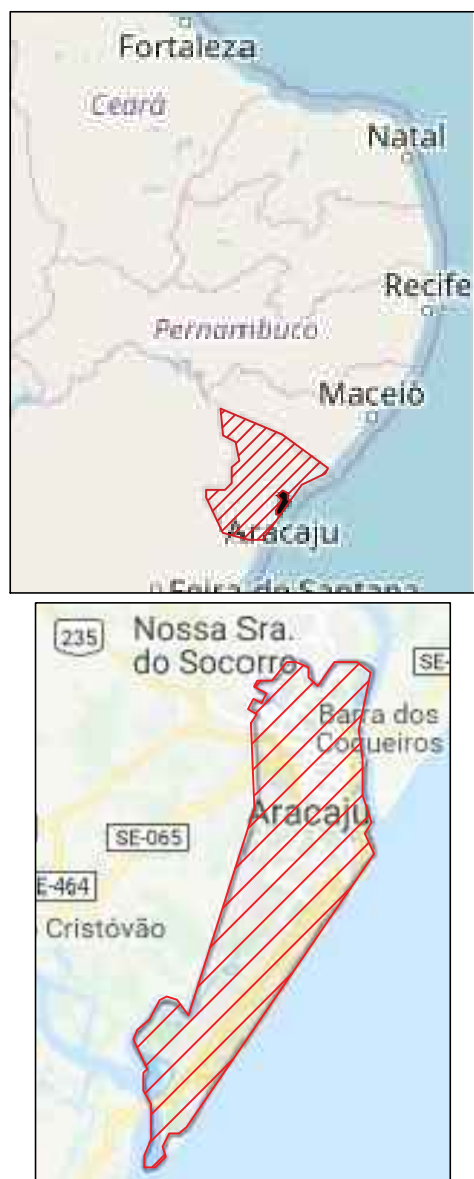 Fortaleza
Ceará
Natal
Recife
Pernambuco
Maceió
Aracaju
Feira de Santana
235
Nossa Sra.
do Socorro
SE-
Barra dos
Coqueiros
Aracaju
SE-065
E-464
Cristóvão